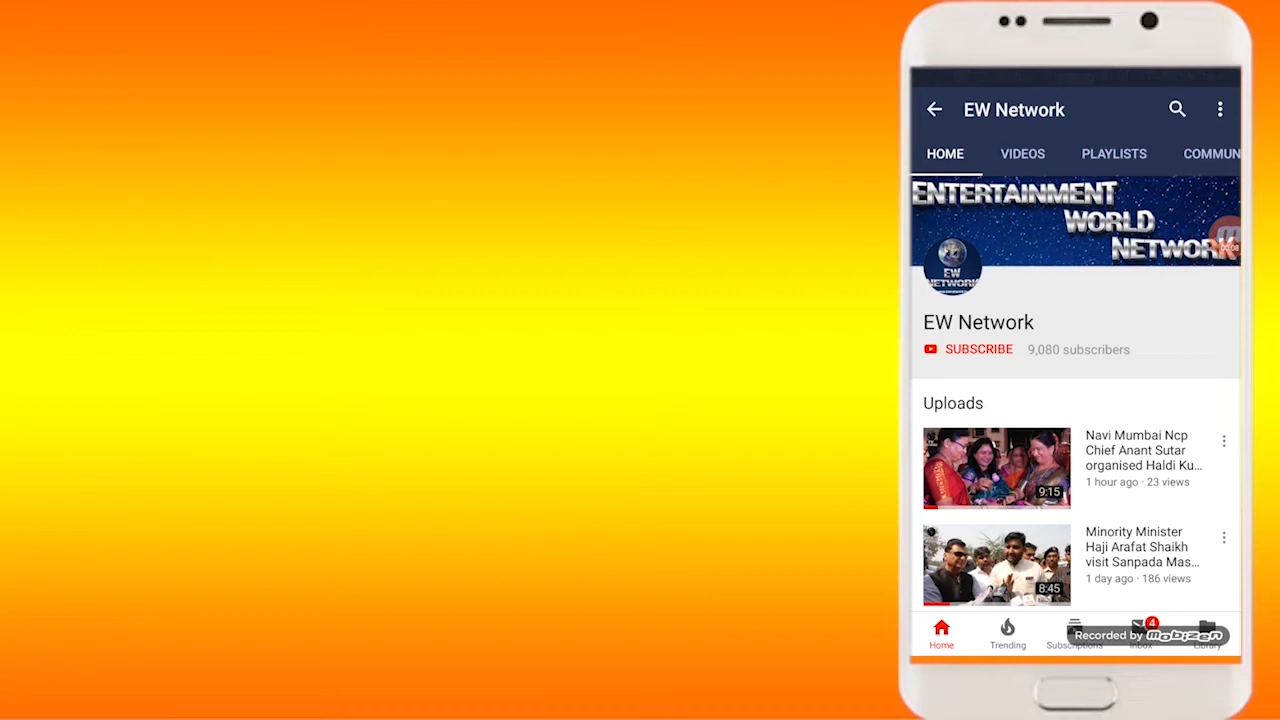 EW Network
HOME VIDEOS PLAYLISTS COMMUN
ENTERTAINMENT
WORLD
NETWORK
00:08
EW
NETWORK
EW Network
SUBSCRIBE 9,080 subscribers
Uploads
Navi Mumbai Ncp
Chief Anant Sutar
organised Haldi Ku...
1 hour ago · 23 views
9:15
Minority Minister
Haji Arafat Shaikh
visit Sanpada Mas...
1 day ago · 186 views
8:45
4
Recorded by mobizen
Home Trending Subscriptions Inbox Library